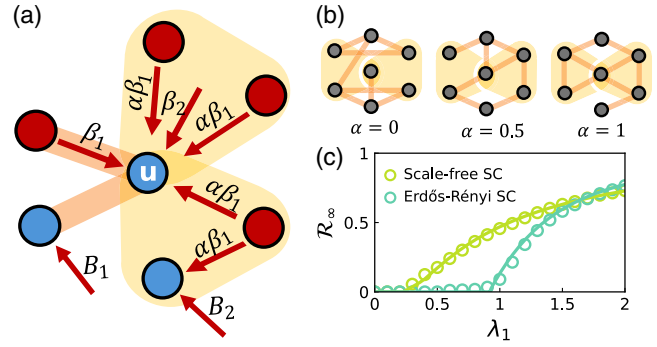 (a)
αβ₁
β₂
αβ₁
β₁
u
αβ₁
αβ₁
B₁
B₂
(b)
α = 0
α = 0.5
α = 1
(c)
Scale-free SC
Erdős-Rényi SC
ℛ∞
1
0.5
0
0 0.5 1 1.5 2
λ₁